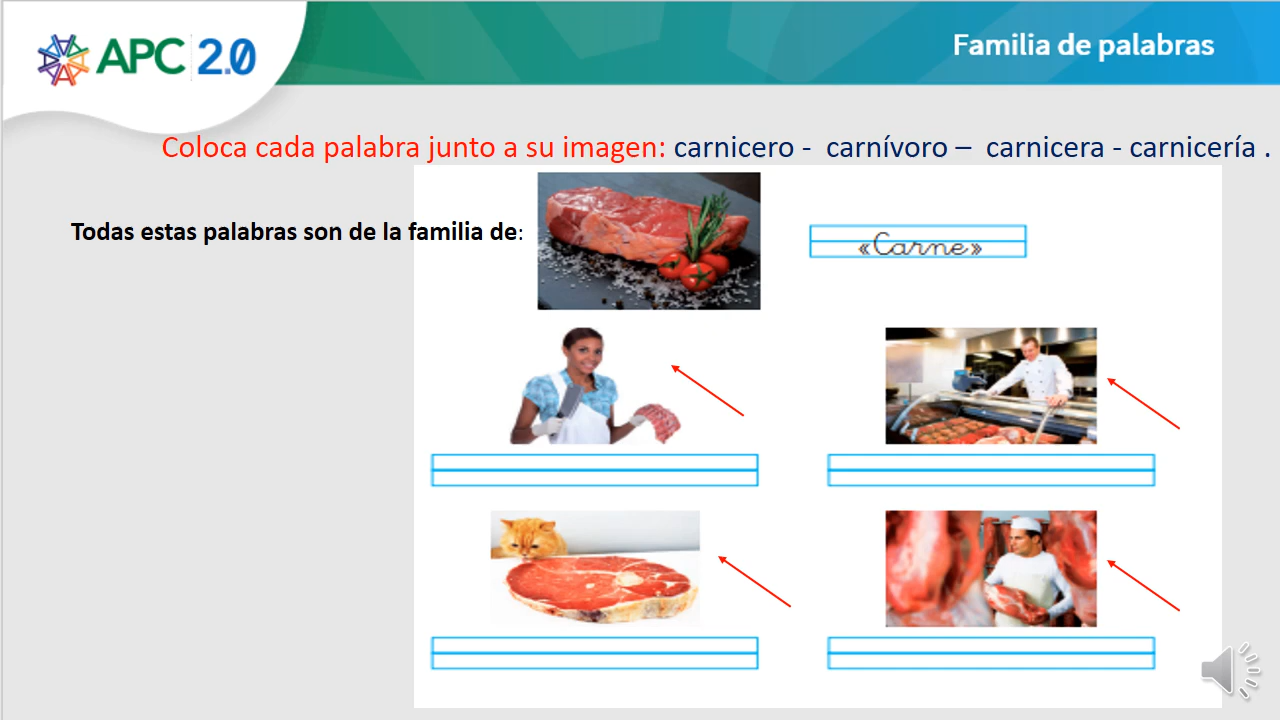 APC 2.0
Familia de palabras
Coloca cada palabra junto a su imagen: carnicero - carnívoro – carnicera - carnicería .
Todas estas palabras son de la familia de:
«Carne»